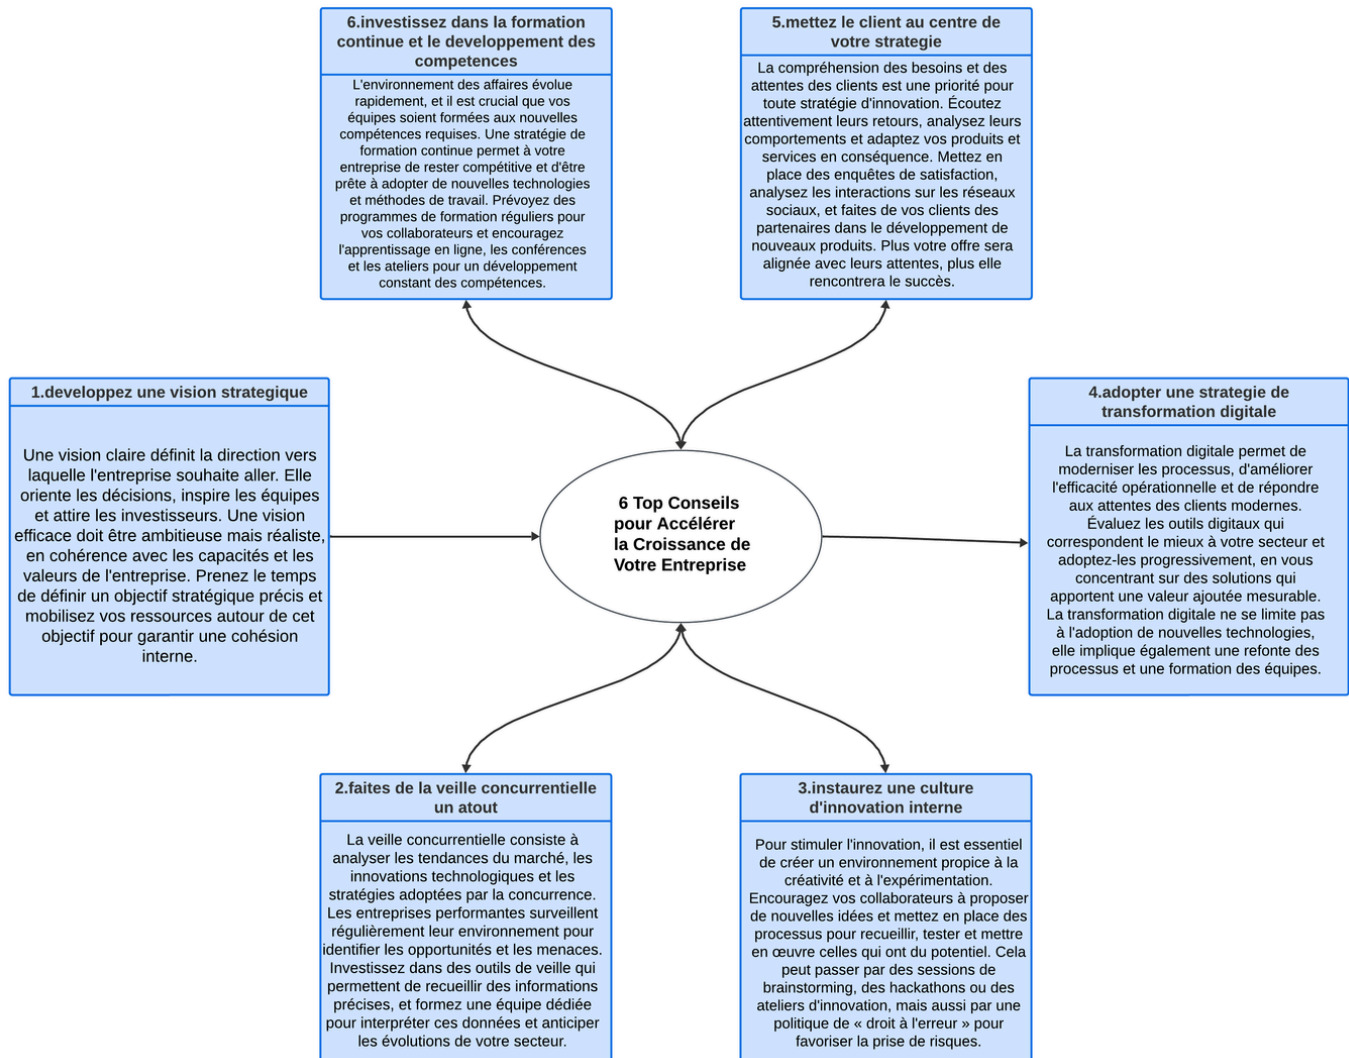 6.investissez dans la formation
continue et le developpement des
competences
L'environnement des affaires évolue
rapidement, et il est crucial que vos
équipes soient formées aux nouvelles
compétences requises. Une stratégie de
formation continue permet à votre
entreprise de rester compétitive et d'être
prête à adopter de nouvelles technologies
et méthodes de travail. Prévoyez des
programmes de formation réguliers pour
vos collaborateurs et encouragez
l'apprentissage en ligne, les conférences
et les ateliers pour un développement
constant des compétences.
5.mettez le client au centre de
votre strategie
La compréhension des besoins et des
attentes des clients est une priorité pour
toute stratégie d'innovation. Écoutez
attentivement leurs retours, analysez leurs
comportements et adaptez vos produits et
services en conséquence. Mettez en
place des enquêtes de satisfaction,
analysez les interactions sur les réseaux
sociaux, et faites de vos clients des
partenaires dans le développement de
nouveaux produits. Plus votre offre sera
alignée avec leurs attentes, plus elle
rencontrera le succès.
1.developpez une vision strategique
Une vision claire définit la direction vers
laquelle l'entreprise souhaite aller. Elle
oriente les décisions, inspire les équipes
et attire les investisseurs. Une vision
efficace doit être ambitieuse mais réaliste,
en cohérence avec les capacités et les
valeurs de l'entreprise. Prenez le temps
de définir un objectif stratégique précis et
mobilisez vos ressources autour de cet
objectif pour garantir une cohésion
interne.
6 Top Conseils
pour Accélérer
la Croissance de
Votre Entreprise
4.adopter une strategie de
transformation digitale
La transformation digitale permet de
moderniser les processus, d'améliorer
l'efficacité opérationnelle et de répondre
aux attentes des clients modernes.
Évaluez les outils digitaux qui
correspondent le mieux à votre secteur et
adoptez-les progressivement, en vous
concentrant sur des solutions qui
apportent une valeur ajoutée mesurable.
La transformation digitale ne se limite pas
à l'adoption de nouvelles technologies,
elle implique également une refonte des
processus et une formation des équipes.
2.faites de la veille concurrentielle
un atout
La veille concurrentielle consiste à
analyser les tendances du marché, les
innovations technologiques et les
stratégies adoptées par la concurrence.
Les entreprises performantes surveillent
régulièrement leur environnement pour
identifier les opportunités et les menaces.
Investissez dans des outils de veille qui
permettent de recueillir des informations
précises, et formez une équipe dédiée
pour interpréter ces données et anticiper
les évolutions de votre secteur.
3.instaurez une culture
d'innovation interne
Pour stimuler l'innovation, il est essentiel
de créer un environnement propice à la
créativité et à l'expérimentation.
Encouragez vos collaborateurs à proposer
de nouvelles idées et mettez en place des
processus pour recueillir, tester et mettre
en œuvre celles qui ont du potentiel. Cela
peut passer par des sessions de
brainstorming, des hackathons ou des
ateliers d'innovation, mais aussi par une
politique de « droit à l'erreur » pour
favoriser la prise de risques.